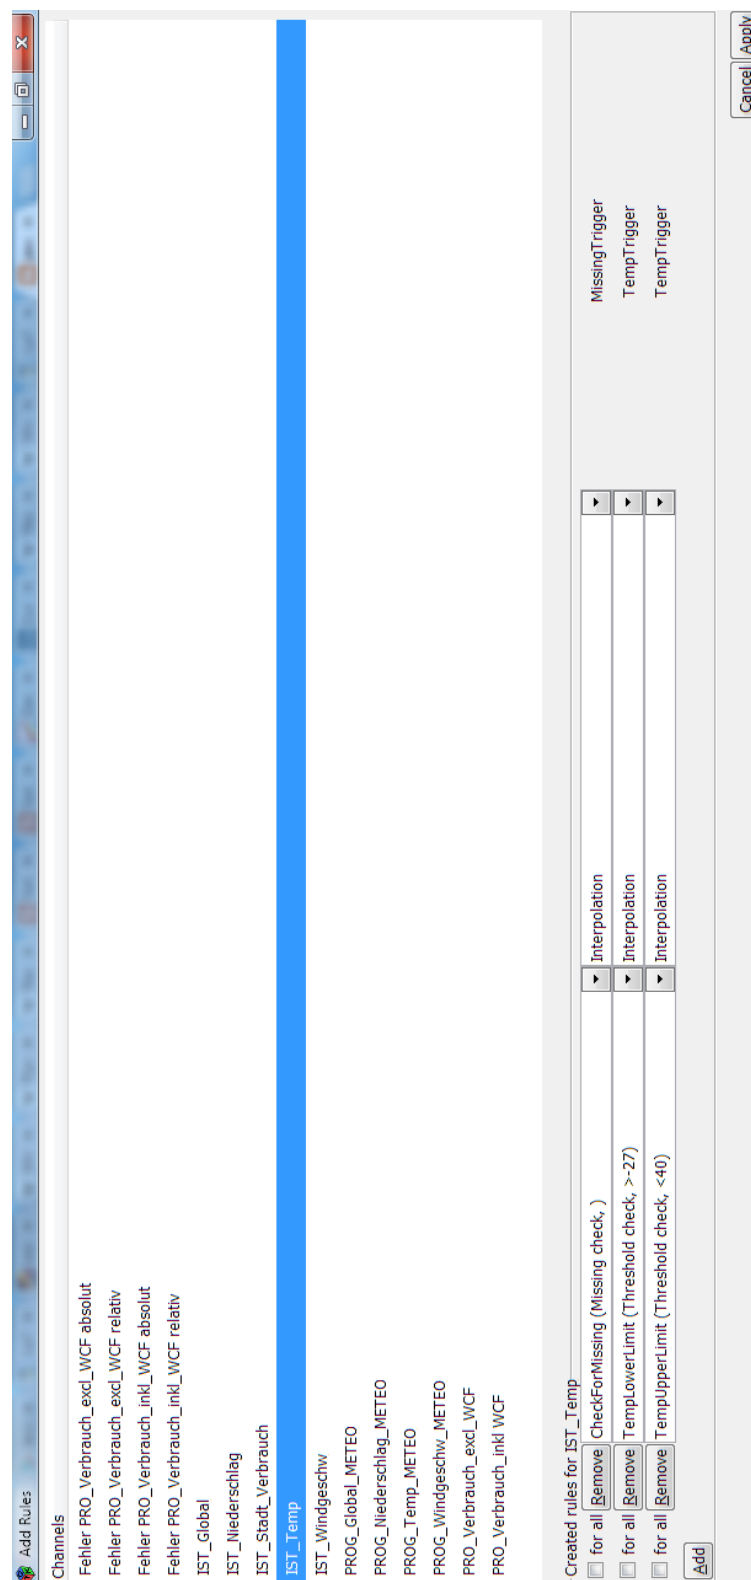 Add Rules
Channels
Fehler PRO_Verbrauch_excl_WCF absolut
Fehler PRO_Verbrauch_excl_WCF relativ
Fehler PRO_Verbrauch_inkl_WCF absolut
Fehler PRO_Verbrauch_inkl_WCF relativ
IST_Global
IST_Niederschlag
IST_Stadt_Verbrauch
IST_Temp
IST_Windgeschw
PROG_Global_METEO
PROG_Niederschlag_METEO
PROG_Temp_METEO
PROG_Windgeschw_METEO
PRO_Verbrauch_excl_WCF
PRO_Verbrauch_inkl WCF
Created rules for IST_Temp
for all Remove CheckForMissing (Missing check, ) Interpolation MissingTrigger
for all Remove TempLowerLimit (Threshold check, >-27) Interpolation TempTrigger
for all Remove TempUpperLimit (Threshold check, <40) Interpolation TempTrigger
Add
Cancel Apply